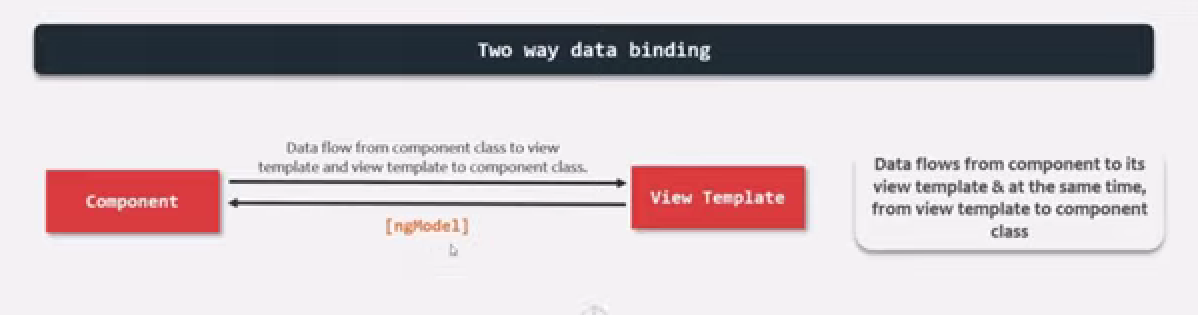 Two way data binding
Data flow from component class to view
template and view template to component class.
Component
View Template
[ngModel]
Data flows from component to its
view template & at the same time,
from view template to component
class